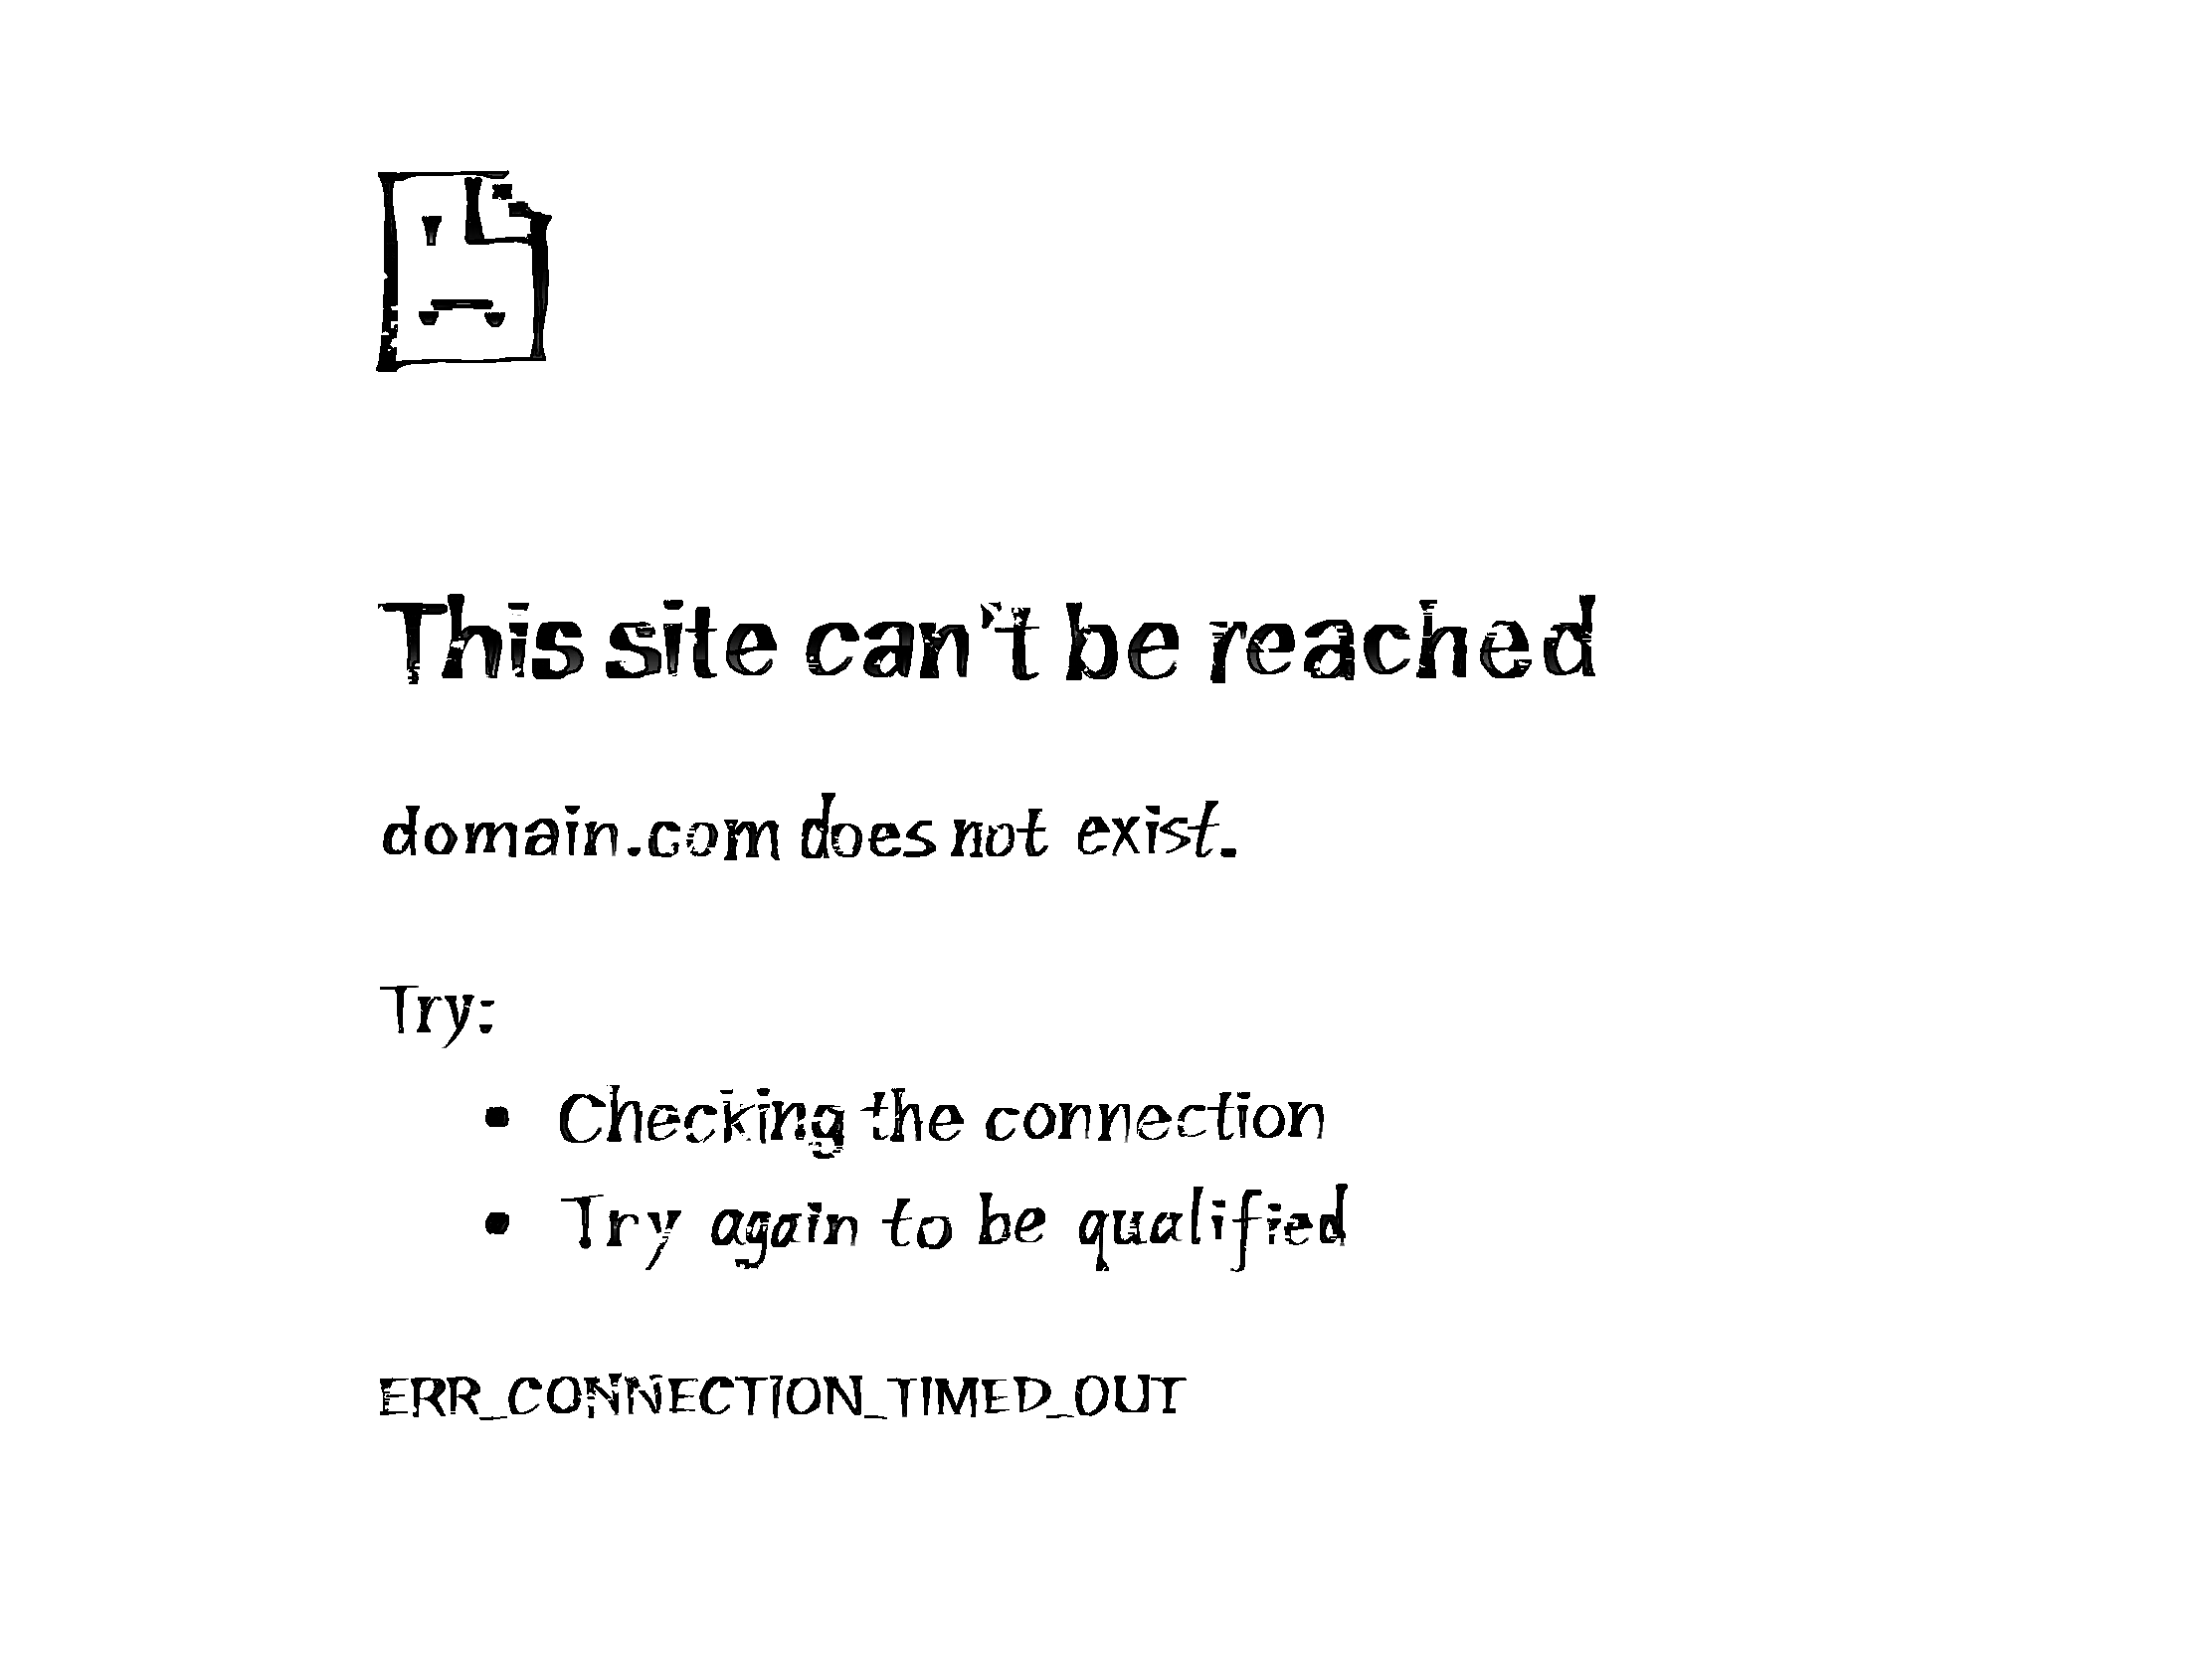 This site can't be reached
domain.com does not exist.
Try:
• Checking the connection
• Try again to be qualified
ERR_CONNECTION_TIMED_OUT